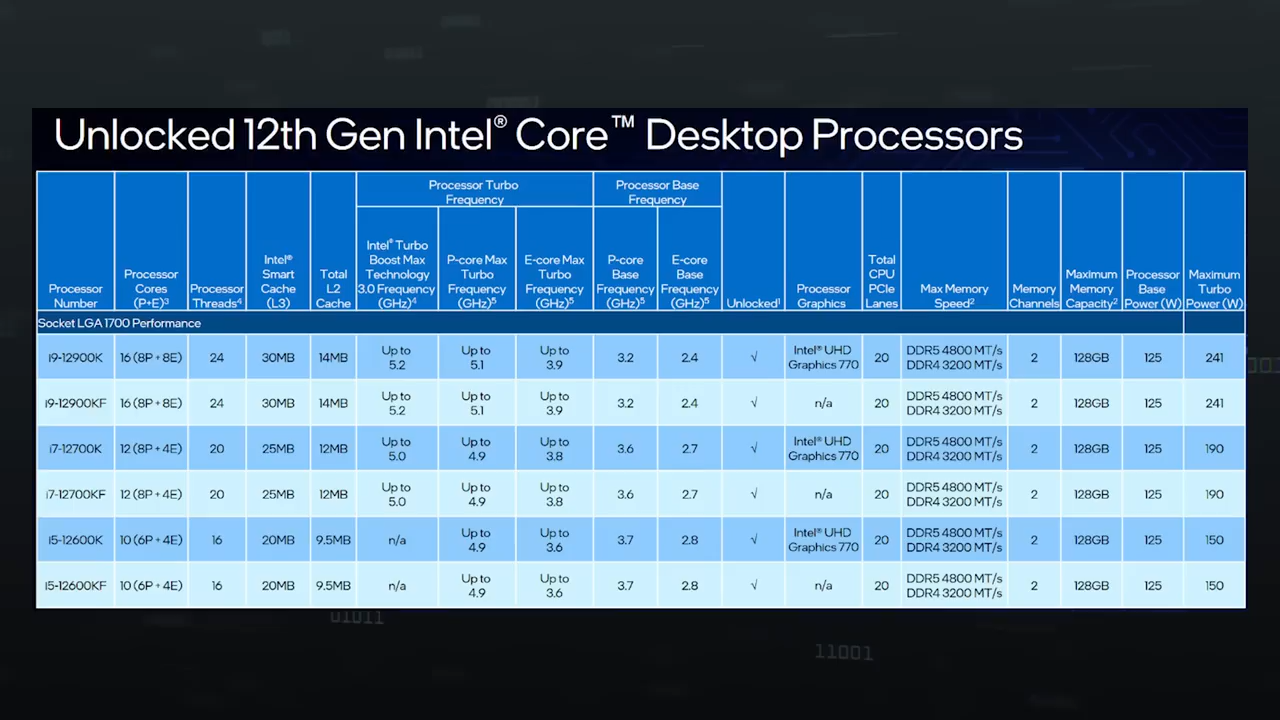 Unlocked 12th Gen Intel® Core™ Desktop Processors
Processor Number
Processor Cores (P+E)³
Processor Threads⁴
Intel® Smart Cache (L3)
Total L2 Cache
Processor Turbo Frequency
Intel® Turbo Boost Max Technology 3.0 Frequency (GHz)⁴
P-core Max Turbo Frequency (GHz)⁵
E-core Max Turbo Frequency (GHz)⁵
Processor Base Frequency
P-core Base Frequency (GHz)⁵
E-core Base Frequency (GHz)⁵
Unlocked¹
Processor Graphics
Total CPU PCIe Lanes
Max Memory Speed²
Memory Channels
Maximum Memory Capacity²
Processor Base Power (W)
Maximum Turbo Power (W)
Socket LGA 1700 Performance
i9-12900K 16 (8P + 8E) 24 30MB 14MB Up to 5.2 Up to 5.1 Up to 3.9 3.2 2.4 √ Intel® UHD Graphics 770 20 DDR5 4800 MT/s DDR4 3200 MT/s 2 128GB 125 241
i9-12900KF 16 (8P + 8E) 24 30MB 14MB Up to 5.2 Up to 5.1 Up to 3.9 3.2 2.4 √ n/a 20 DDR5 4800 MT/s DDR4 3200 MT/s 2 128GB 125 241
i7-12700K 12 (8P + 4E) 20 25MB 12MB Up to 5.0 Up to 4.9 Up to 3.8 3.6 2.7 √ Intel® UHD Graphics 770 20 DDR5 4800 MT/s DDR4 3200 MT/s 2 128GB 125 190
i7-12700KF 12 (8P + 4E) 20 25MB 12MB Up to 5.0 Up to 4.9 Up to 3.8 3.6 2.7 √ n/a 20 DDR5 4800 MT/s DDR4 3200 MT/s 2 128GB 125 190
i5-12600K 10 (6P + 4E) 16 20MB 9.5MB n/a Up to 4.9 Up to 3.6 3.7 2.8 √ Intel® UHD Graphics 770 20 DDR5 4800 MT/s DDR4 3200 MT/s 2 128GB 125 150
i5-12600KF 10 (6P + 4E) 16 20MB 9.5MB n/a Up to 4.9 Up to 3.6 3.7 2.8 √ n/a 20 DDR5 4800 MT/s DDR4 3200 MT/s 2 128GB 125 150
01011
11001